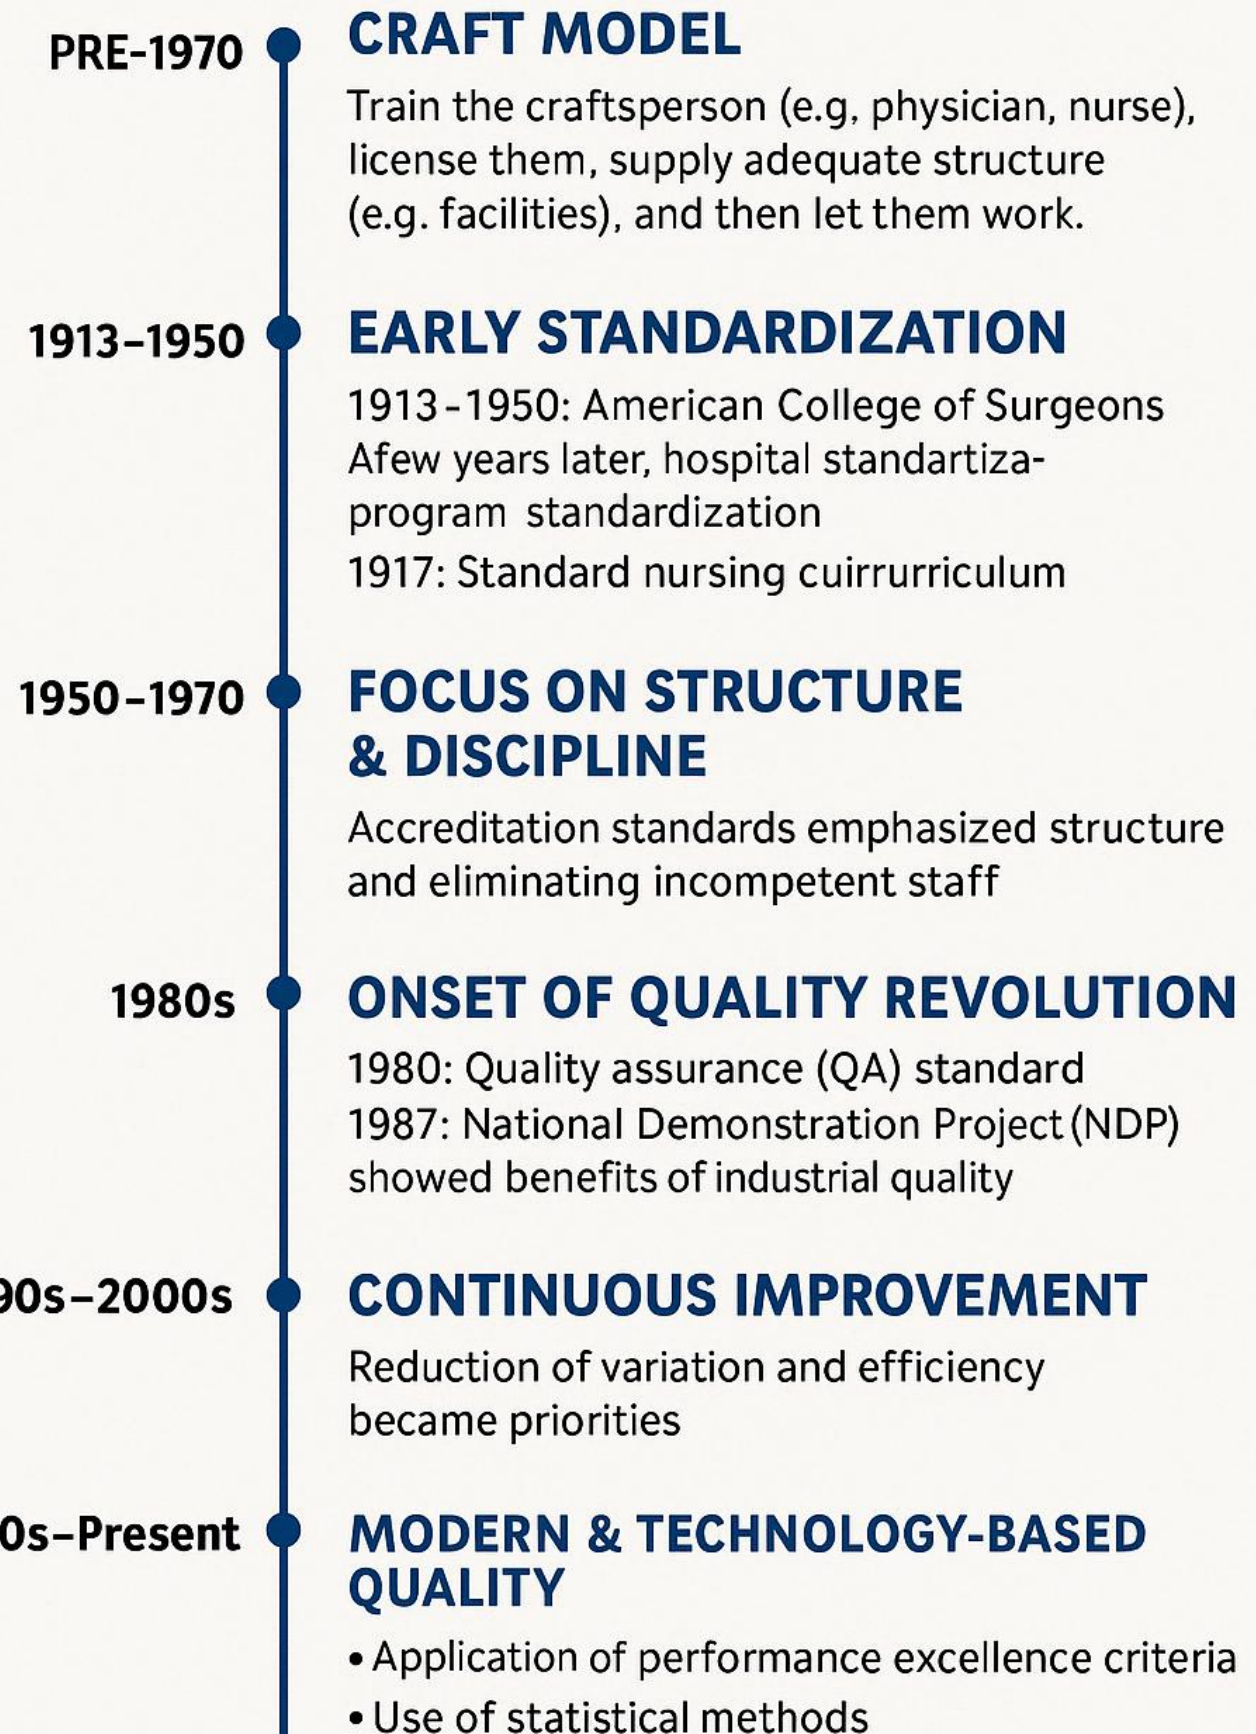 PRE-1970
CRAFT MODEL
Train the craftsperson (e.g. physician, nurse),
license them, supply adequate structure
(e.g. facilities), and then let them work.
1913–1950
EARLY STANDARDIZATION
1913-1950: American College of Surgeons
Afew years later, hospital standartiza-
program standardization
1917: Standard nursing cuirrurriculum
1950-1970
FOCUS ON STRUCTURE
& DISCIPLINE
Accreditation standards emphasized structure
and eliminating incompetent staff
1980s
ONSET OF QUALITY REVOLUTION
1980: Quality assurance (QA) standard
1987: National Demonstration Project (NDP)
showed benefits of industrial quality
90s–2000s
CONTINUOUS IMPROVEMENT
Reduction of variation and efficiency
became priorities
0s–Present
MODERN & TECHNOLOGY-BASED
QUALITY
• Application of performance excellence criteria
• Use of statistical methods